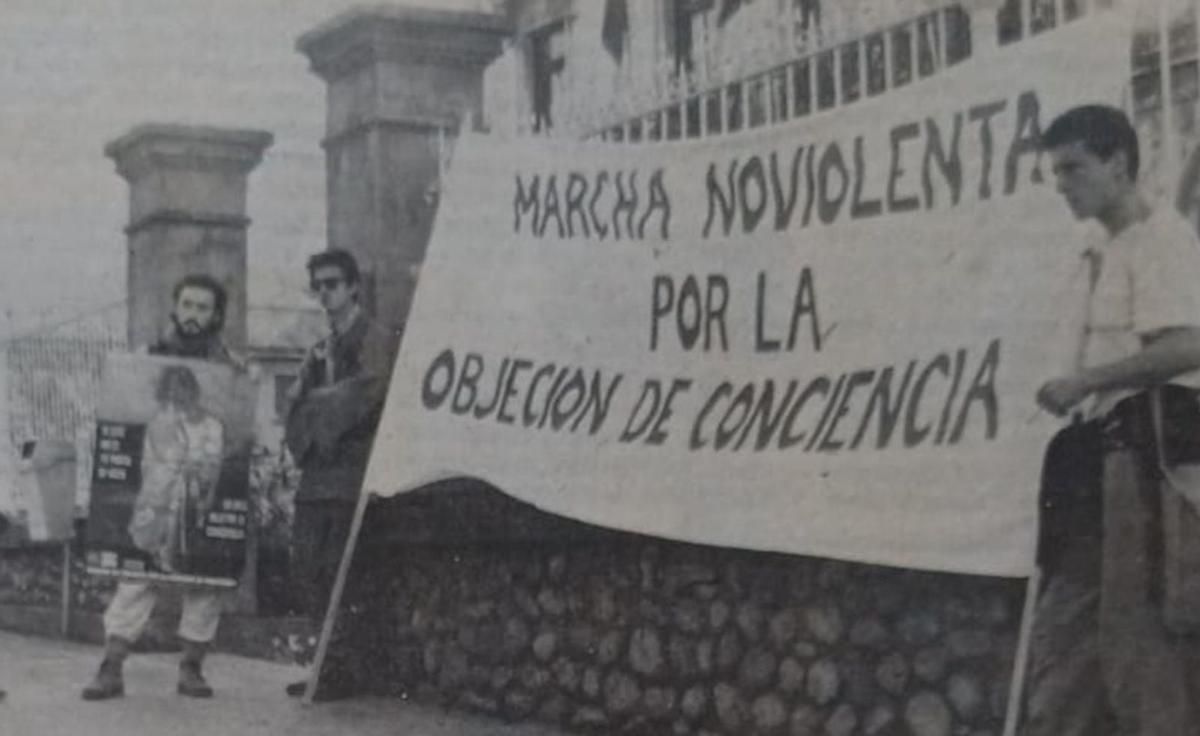 MARCHA NOVIOLENTA
POR LA
OBJECION DE CONCIENCIA